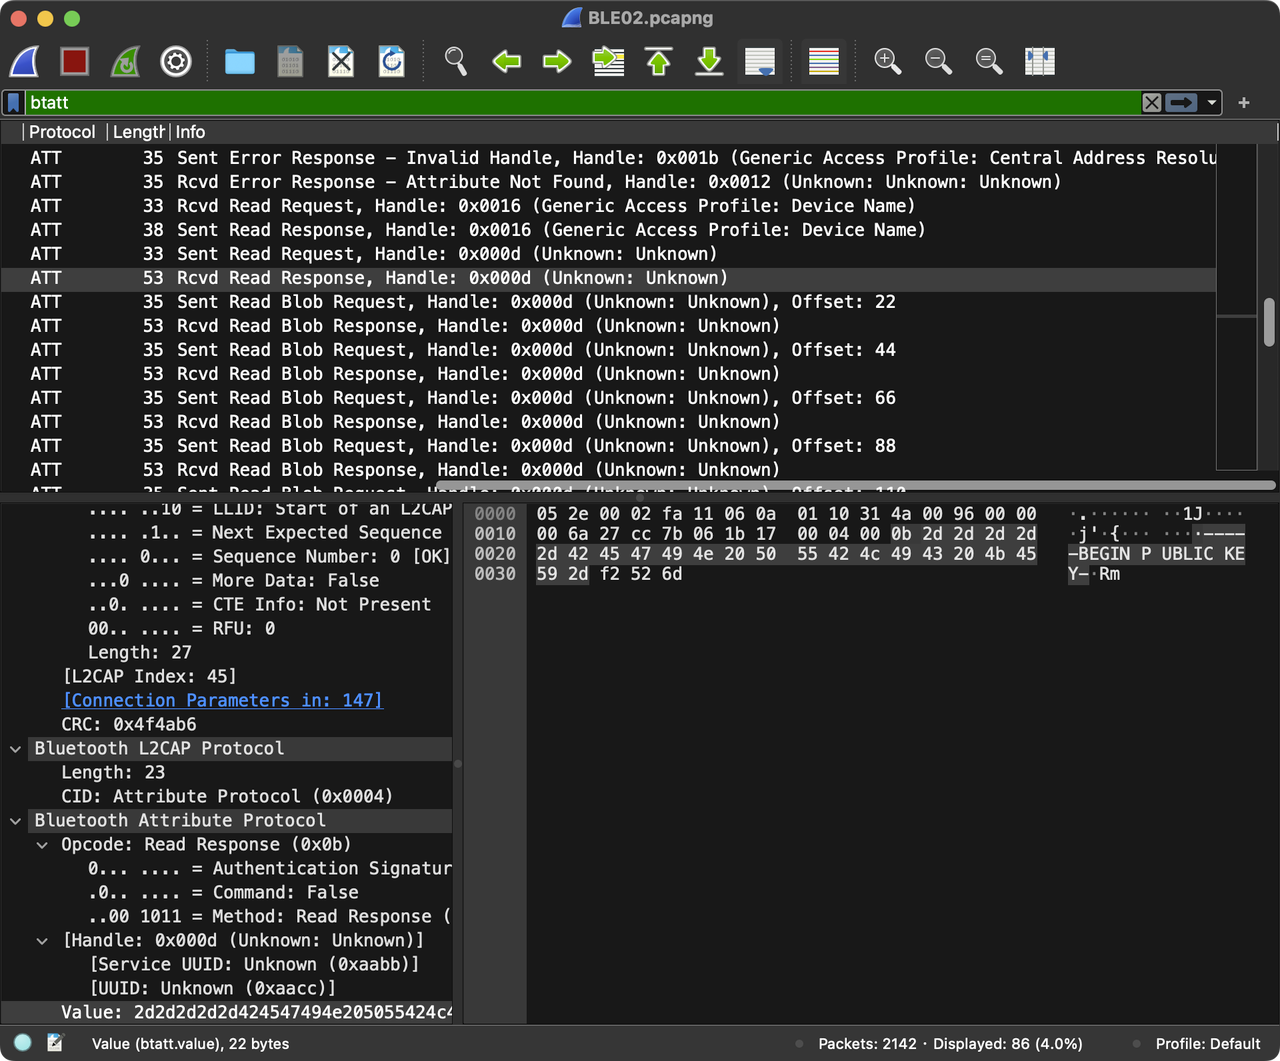 BLE02.pcapng
btatt
Protocol Length Info
ATT 35 Sent Error Response – Invalid Handle, Handle: 0x001b (Generic Access Profile: Central Address Resolu
ATT 35 Rcvd Error Response – Attribute Not Found, Handle: 0x0012 (Unknown: Unknown: Unknown)
ATT 33 Rcvd Read Request, Handle: 0x0016 (Generic Access Profile: Device Name)
ATT 38 Sent Read Response, Handle: 0x0016 (Generic Access Profile: Device Name)
ATT 33 Sent Read Request, Handle: 0x000d (Unknown: Unknown)
ATT 53 Rcvd Read Response, Handle: 0x000d (Unknown: Unknown)
ATT 35 Sent Read Blob Request, Handle: 0x000d (Unknown: Unknown), Offset: 22
ATT 53 Rcvd Read Blob Response, Handle: 0x000d (Unknown: Unknown)
ATT 35 Sent Read Blob Request, Handle: 0x000d (Unknown: Unknown), Offset: 44
ATT 53 Rcvd Read Blob Response, Handle: 0x000d (Unknown: Unknown)
ATT 35 Sent Read Blob Request, Handle: 0x000d (Unknown: Unknown), Offset: 66
ATT 53 Rcvd Read Blob Response, Handle: 0x000d (Unknown: Unknown)
ATT 35 Sent Read Blob Request, Handle: 0x000d (Unknown: Unknown), Offset: 88
ATT 53 Rcvd Read Blob Response, Handle: 0x000d (Unknown: Unknown)
.... ..10 = LLID: Start of an L2CAP
.... .1.. = Next Expected Sequence
.... 0... = Sequence Number: 0 [OK]
...0 .... = More Data: False
..0. .... = CTE Info: Not Present
00.. .... = RFU: 0
Length: 27
[L2CAP Index: 45]
[Connection Parameters in: 147]
CRC: 0x4f4ab6
Bluetooth L2CAP Protocol
Length: 23
CID: Attribute Protocol (0x0004)
Bluetooth Attribute Protocol
Opcode: Read Response (0x0b)
0... .... = Authentication Signatur
.0.. .... = Command: False
..00 1011 = Method: Read Response (
[Handle: 0x000d (Unknown: Unknown)]
[Service UUID: Unknown (0xaabb)]
[UUID: Unknown (0xaacc)]
Value: 2d2d2d2d2d424547494e205055424c4
0000 05 2e 00 02 fa 11 06 0a 01 10 31 4a 00 96 00 00 ·.······ ··1J····
0010 00 6a 27 cc 7b 06 1b 17 00 04 00 0b 2d 2d 2d 2d ·j'·{··· ····----
0020 2d 42 45 47 49 4e 20 50 55 42 4c 49 43 20 4b 45 -BEGIN P UBLIC KE
0030 59 2d f2 52 6d Y-·Rm
Value (btatt.value), 22 bytes
Packets: 2142 · Displayed: 86 (4.0%)
Profile: Default